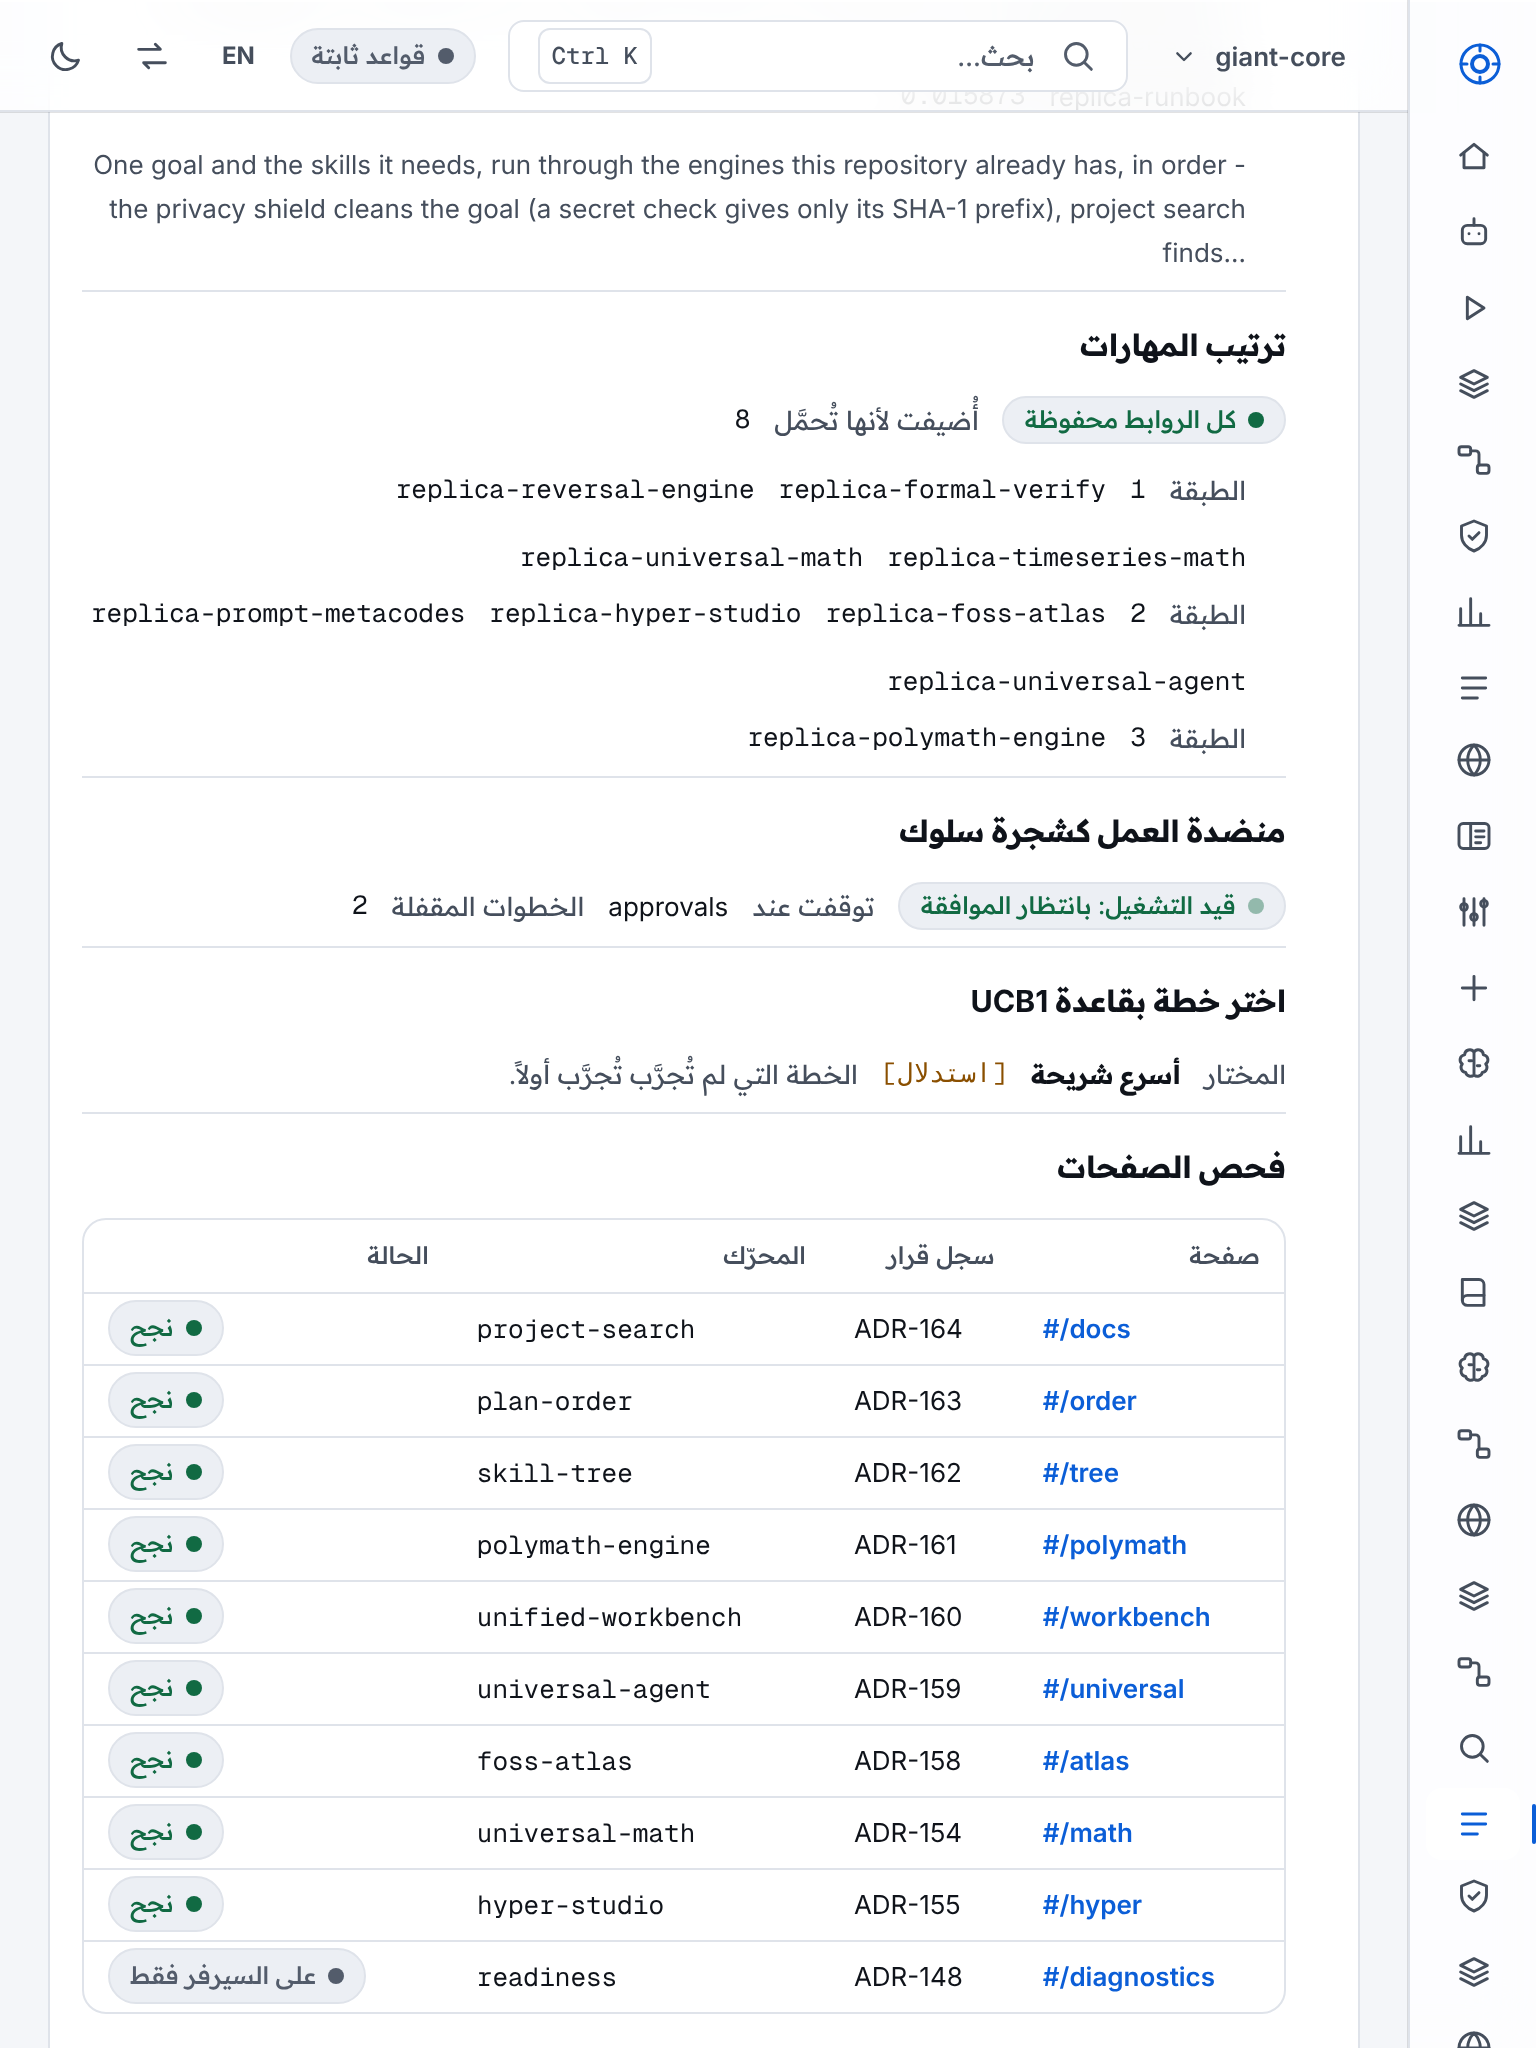 giant-core
بحث...
Ctrl K
قواعد ثابتة
EN
replica-runbook 0.015873
One goal and the skills it needs, run through the engines this repository already has, in order -
the privacy shield cleans the goal (a secret check gives only its SHA-1 prefix), project search
finds...
ترتيب المهارات
كل الروابط محفوظة أُضيفت لأنها تُحمَّل 8
الطبقة 1 replica-formal-verify replica-reversal-engine
replica-timeseries-math replica-universal-math
الطبقة 2 replica-foss-atlas replica-hyper-studio replica-prompt-metacodes
replica-universal-agent
الطبقة 3 replica-polymath-engine
منضدة العمل كشجرة سلوك
قيد التشغيل: بانتظار الموافقة توقفت عند approvals الخطوات المقفلة 2
اختر خطة بقاعدة UCB1
المختار أسرع شريحة [استدلال] الخطة التي لم تُجرَّب تُجرَّب أولاً.
فحص الصفحات
صفحة سجل قرار المحرّك الحالة
#/docs ADR-164 project-search نجح
#/order ADR-163 plan-order نجح
#/tree ADR-162 skill-tree نجح
#/polymath ADR-161 polymath-engine نجح
#/workbench ADR-160 unified-workbench نجح
#/universal ADR-159 universal-agent نجح
#/atlas ADR-158 foss-atlas نجح
#/math ADR-154 universal-math نجح
#/hyper ADR-155 hyper-studio نجح
#/diagnostics ADR-148 readiness على السيرفر فقط